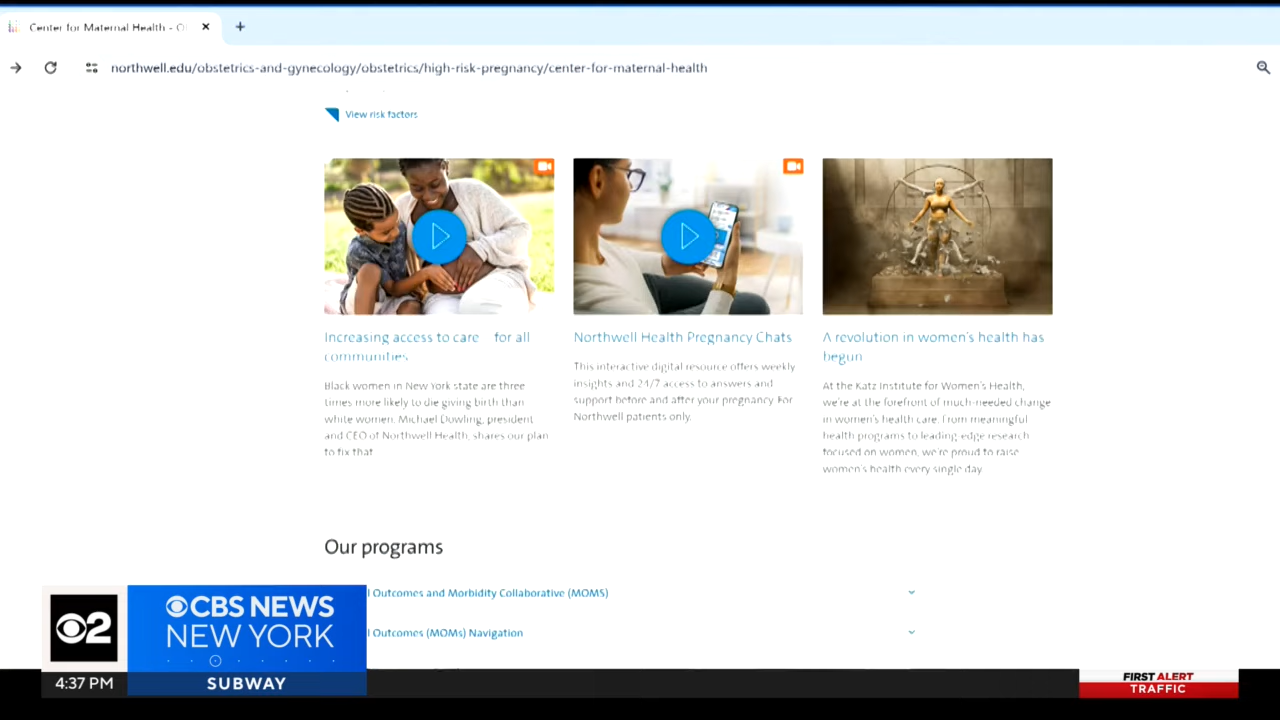 Center for Maternal Health - O
northwell.edu/obstetrics-and-gynecology/obstetrics/high-risk-pregnancy/center-for-maternal-health
View risk factors
Increasing access to care for all
communities
Black women in New York state are three
times more likely to die giving birth than
white women. Michael Dowling, president
and CEO of Northwell Health, shares our plan
to fix that
Northwell Health Pregnancy Chats
This interactive digital resource offers weekly
insights and 24/7 access to answers and
support before and after your pregnancy. For
Northwell patients only.
A revolution in women's health has
begun
At the Katz Institute for Women's Health,
we're at the forefront of much-needed change
in women's health care. From meaningful
health programs to leading-edge research
focused on women, we're proud to raise
women's health every single day
Our programs
l Outcomes and Morbidity Collaborative (MOMS)
l Outcomes (MOMs) Navigation
2
CBS NEWS
NEW YORK
4:37 PM
SUBWAY
FIRST ALERT
TRAFFIC